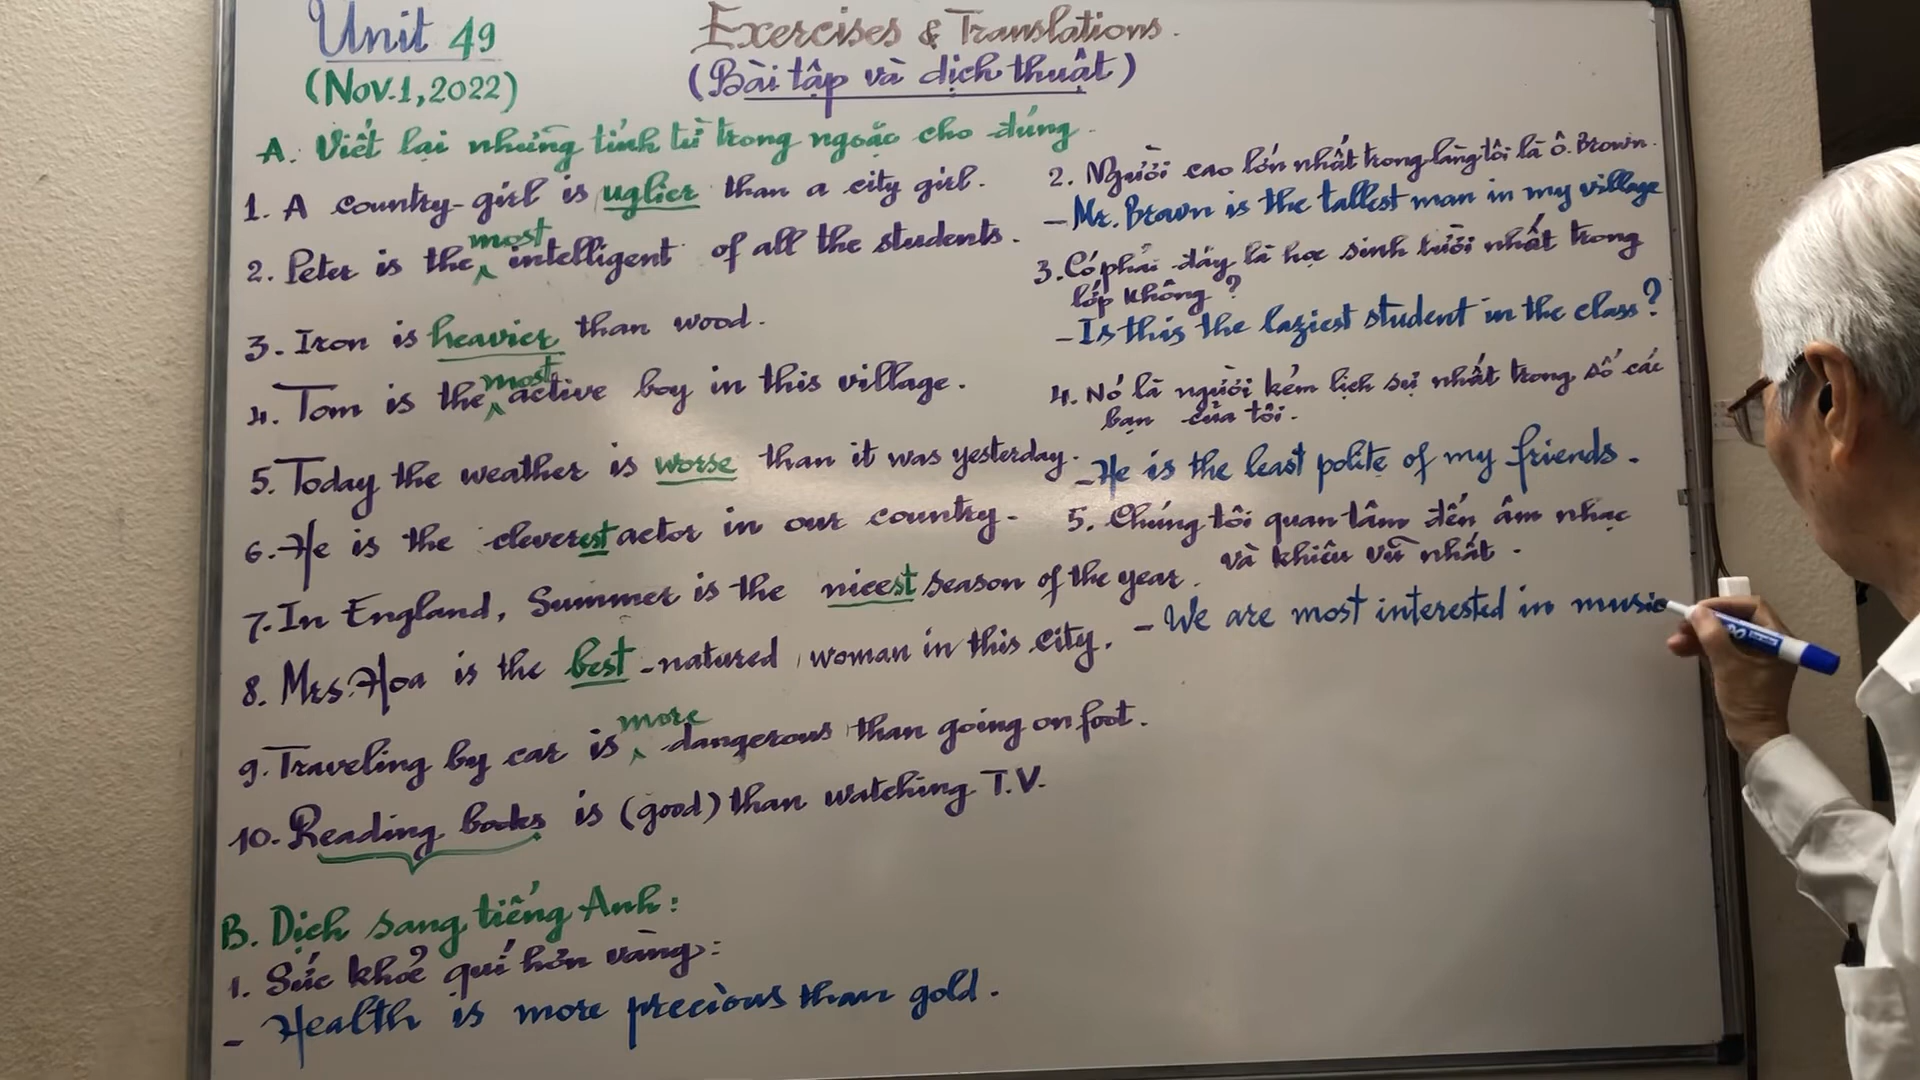 Unit 49
(Nov.1, 2022)
Exercises & Translations.
(Bài tập và dịch thuật)
A. Viết lại những tính từ trong ngoặc cho đúng.
1. A country-girl is uglier than a city girl.
most
2. Peter is the ^ intelligent of all the students.
3. Iron is heavier than wood.
most
4. Tom is the ^ active boy in this village.
5. Today the weather is worse than it was yesterday.
6. He is the cleverest actor in our country.
7. In England, Summer is the nicest season of the year.
8. Mrs. Hoa is the best-natured woman in this city.
more
9. Traveling by car is ^ dangerous than going on foot.
10. Reading books is (good) than watching T.V.
B. Dịch sang tiếng Anh:
1. Sức khoẻ quí hơn vàng:
- Health is more precious than gold.
2. Người cao lớn nhất trong làng tôi là ô. Brown.
- Mr. Brown is the tallest man in my village
3. Có phải đây là học sinh lười nhất trong
lớp không?
- Is this the laziest student in the class?
4. Nó là người kém lịch sự nhất trong số các
bạn của tôi.
- He is the least polite of my friends.
5. Chúng tôi quan tâm đến âm nhạc
và khiêu vũ nhất.
- We are most interested in music